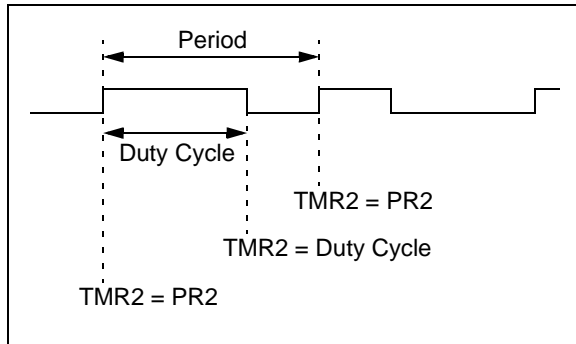 Period
Duty Cycle
TMR2 = PR2
TMR2 = Duty Cycle
TMR2 = PR2